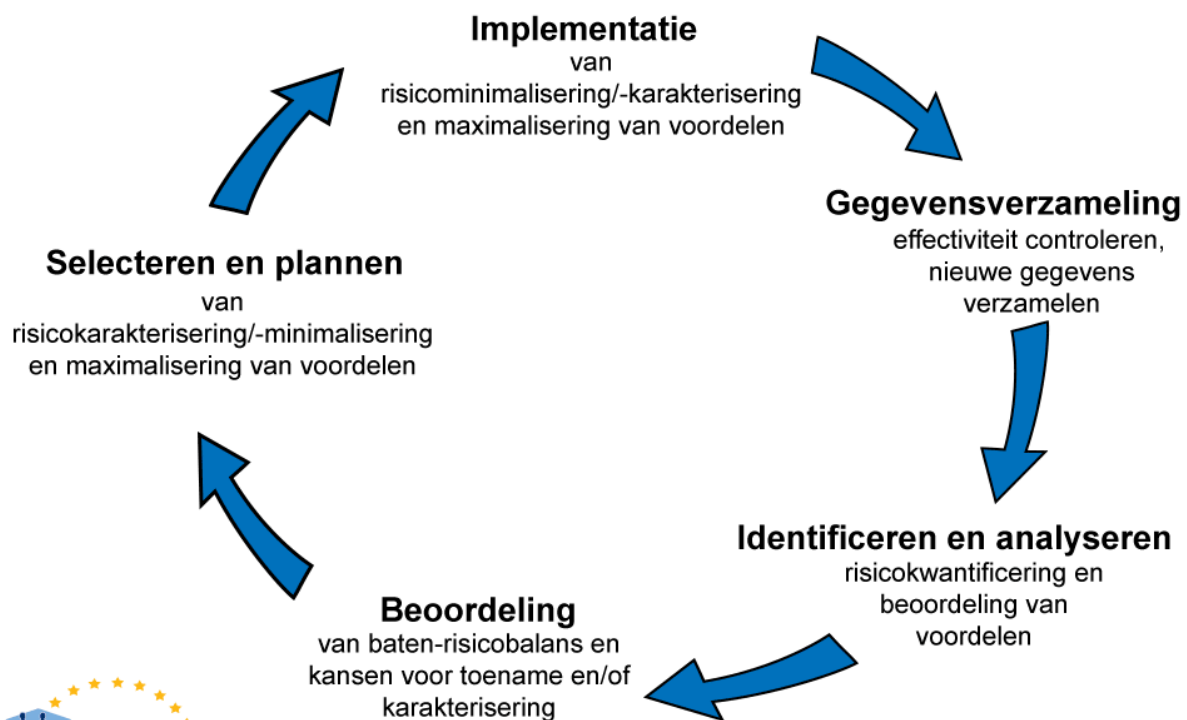 Implementatie
van
risicominimalisering/-karakterisering
en maximalisering van voordelen
Gegevensverzameling
effectiviteit controleren,
nieuwe gegevens
verzamelen
Selecteren en plannen
van
risicokarakterisering/-minimalisering
en maximalisering van voordelen
Identificeren en analyseren
risicokwantificering en
beoordeling van
voordelen
Beoordeling
van baten-risicobalans en
kansen voor toename en/of
karakterisering